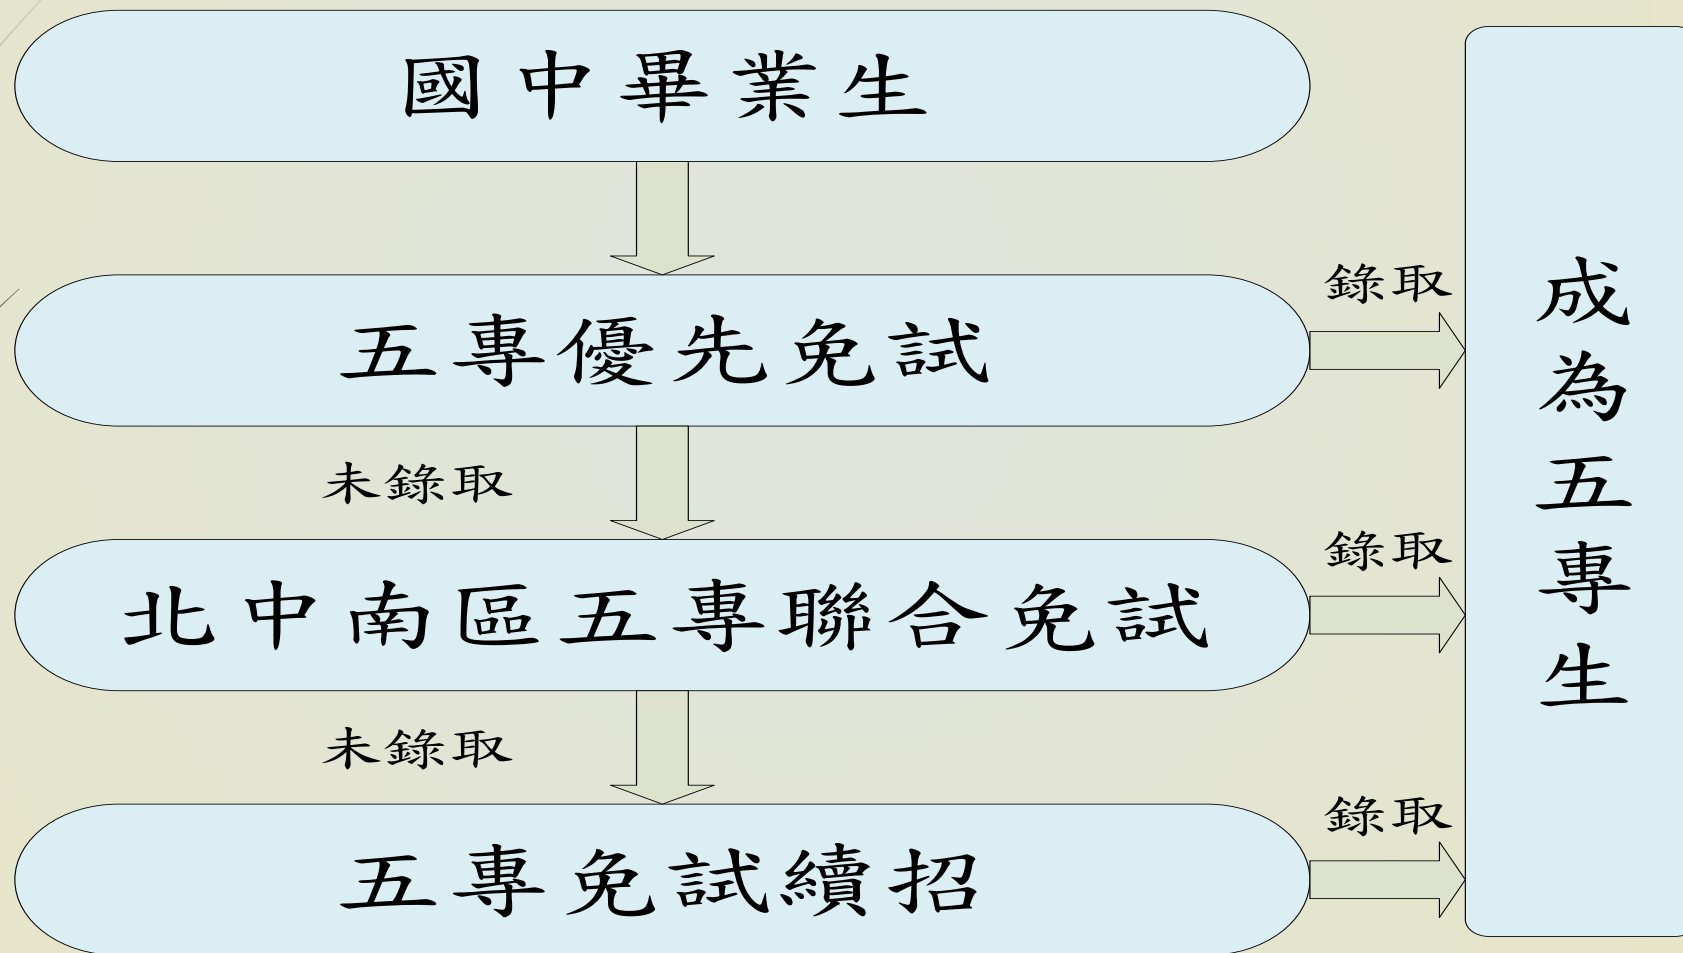 國中畢業生
五專優先免試
錄取
未錄取
北中南區五專聯合免試
錄取
未錄取
五專免試續招
錄取
成為五專生